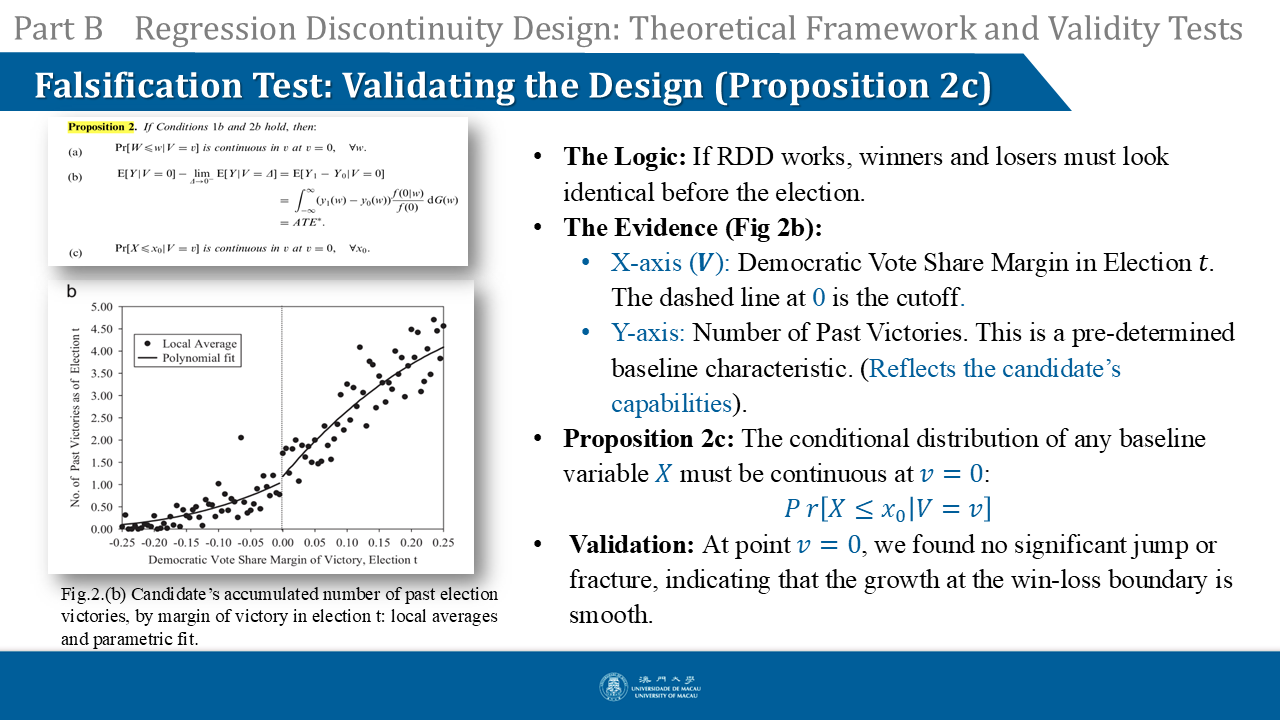 Part B Regression Discontinuity Design: Theoretical Framework and Validity Tests
Falsification Test: Validating the Design (Proposition 2c)
Proposition 2. If Conditions 1b and 2b hold, then:
(a) Pr[W⩽w|V = v] is continuous in v at v = 0, ∀w.
(b) E[Y|V = 0] − lim Δ→0⁻ E[Y|V = Δ] = E[Y₁ − Y₀|V = 0]
= ∫_{−∞}^{∞} (y₁(w) − y₀(w)) f(0|w)/f(0) dG(w)
= ATE*.
(c) Pr[X⩽x₀|V = v] is continuous in v at v = 0, ∀x₀.
b
No. of Past Victories as of Election t
5.00
4.50
4.00
3.50
3.00
2.50
2.00
1.50
1.00
0.50
0.00
Local Average
Polynomial fit
-0.25 -0.20 -0.15 -0.10 -0.05 0.00 0.05 0.10 0.15 0.20 0.25
Democratic Vote Share Margin of Victory, Election t
Fig.2.(b) Candidate’s accumulated number of past election
victories, by margin of victory in election t: local averages
and parametric fit.
• The Logic: If RDD works, winners and losers must look
identical before the election.
• The Evidence (Fig 2b):
• X-axis (V): Democratic Vote Share Margin in Election t.
The dashed line at 0 is the cutoff.
• Y-axis: Number of Past Victories. This is a pre-determined
baseline characteristic. (Reflects the candidate’s
capabilities).
• Proposition 2c: The conditional distribution of any baseline
variable X must be continuous at v = 0:
P r[X ≤ x₀|V = v]
• Validation: At point v = 0, we found no significant jump or
fracture, indicating that the growth at the win-loss boundary is
smooth.
澳門大學
UNIVERSIDADE DE MACAU
UNIVERSITY OF MACAU